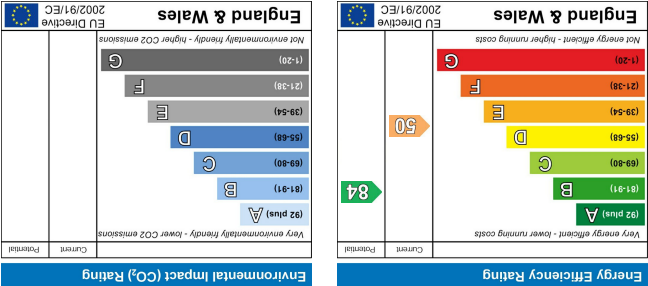 Energy Efficiency Rating
Current
Potential
Very energy efficient - lower running costs
(92 plus) A
(81-91) B
84
(69-80) C
(55-68) D
50
(39-54) E
(21-38) F
(1-20) G
Not energy efficient - higher running costs
England & Wales
EU Directive
2002/91/EC
Environmental Impact (CO₂) Rating
Current
Potential
Very environmentally friendly - lower CO2 emissions
(92 plus) A
(81-91) B
(69-80) C
(55-68) D
(39-54) E
(21-38) F
(1-20) G
Not environmentally friendly - higher CO2 emissions
England & Wales
EU Directive
2002/91/EC